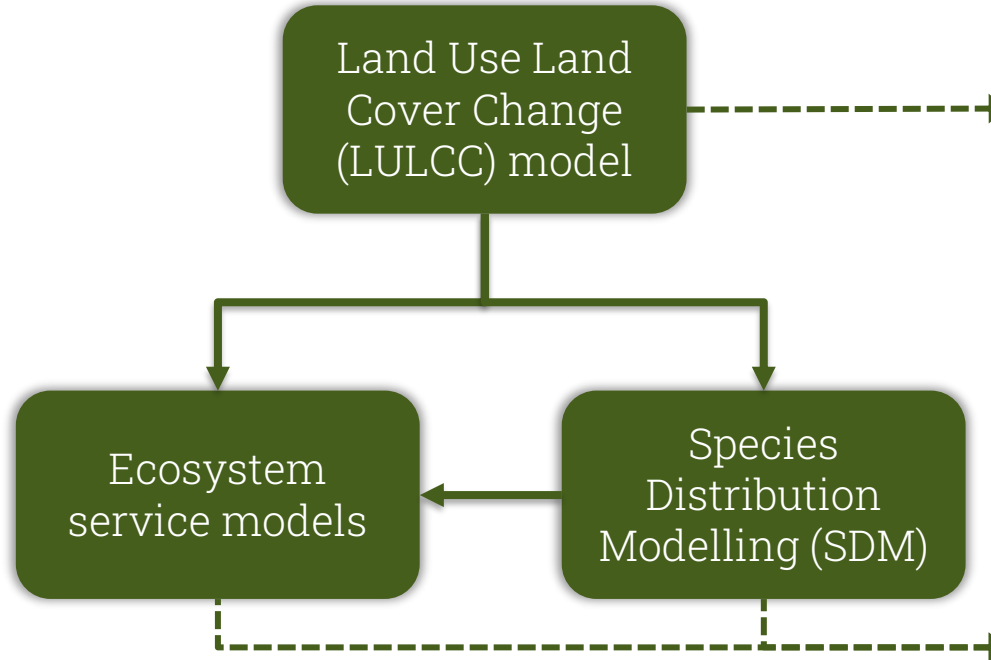 Land Use Land
Cover Change
(LULCC) model
Ecosystem
service models
Species
Distribution
Modelling (SDM)